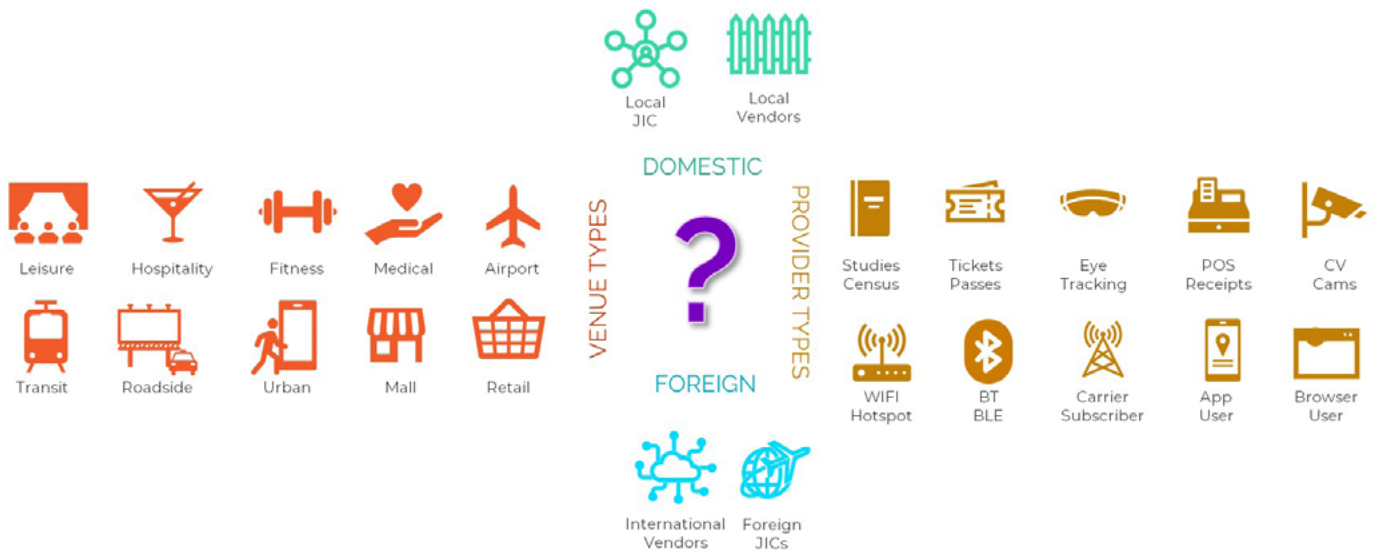 Local
JIC
Local
Vendors
DOMESTIC
VENUE TYPES
?
PROVIDER TYPES
FOREIGN
International
Vendors
Foreign
JICs
Leisure
Hospitality
Fitness
Medical
Airport
Transit
Roadside
Urban
Mall
Retail
Studies
Census
Tickets
Passes
Eye
Tracking
POS
Receipts
CV
Cams
WIFI
Hotspot
BT
BLE
Carrier
Subscriber
App
User
Browser
User